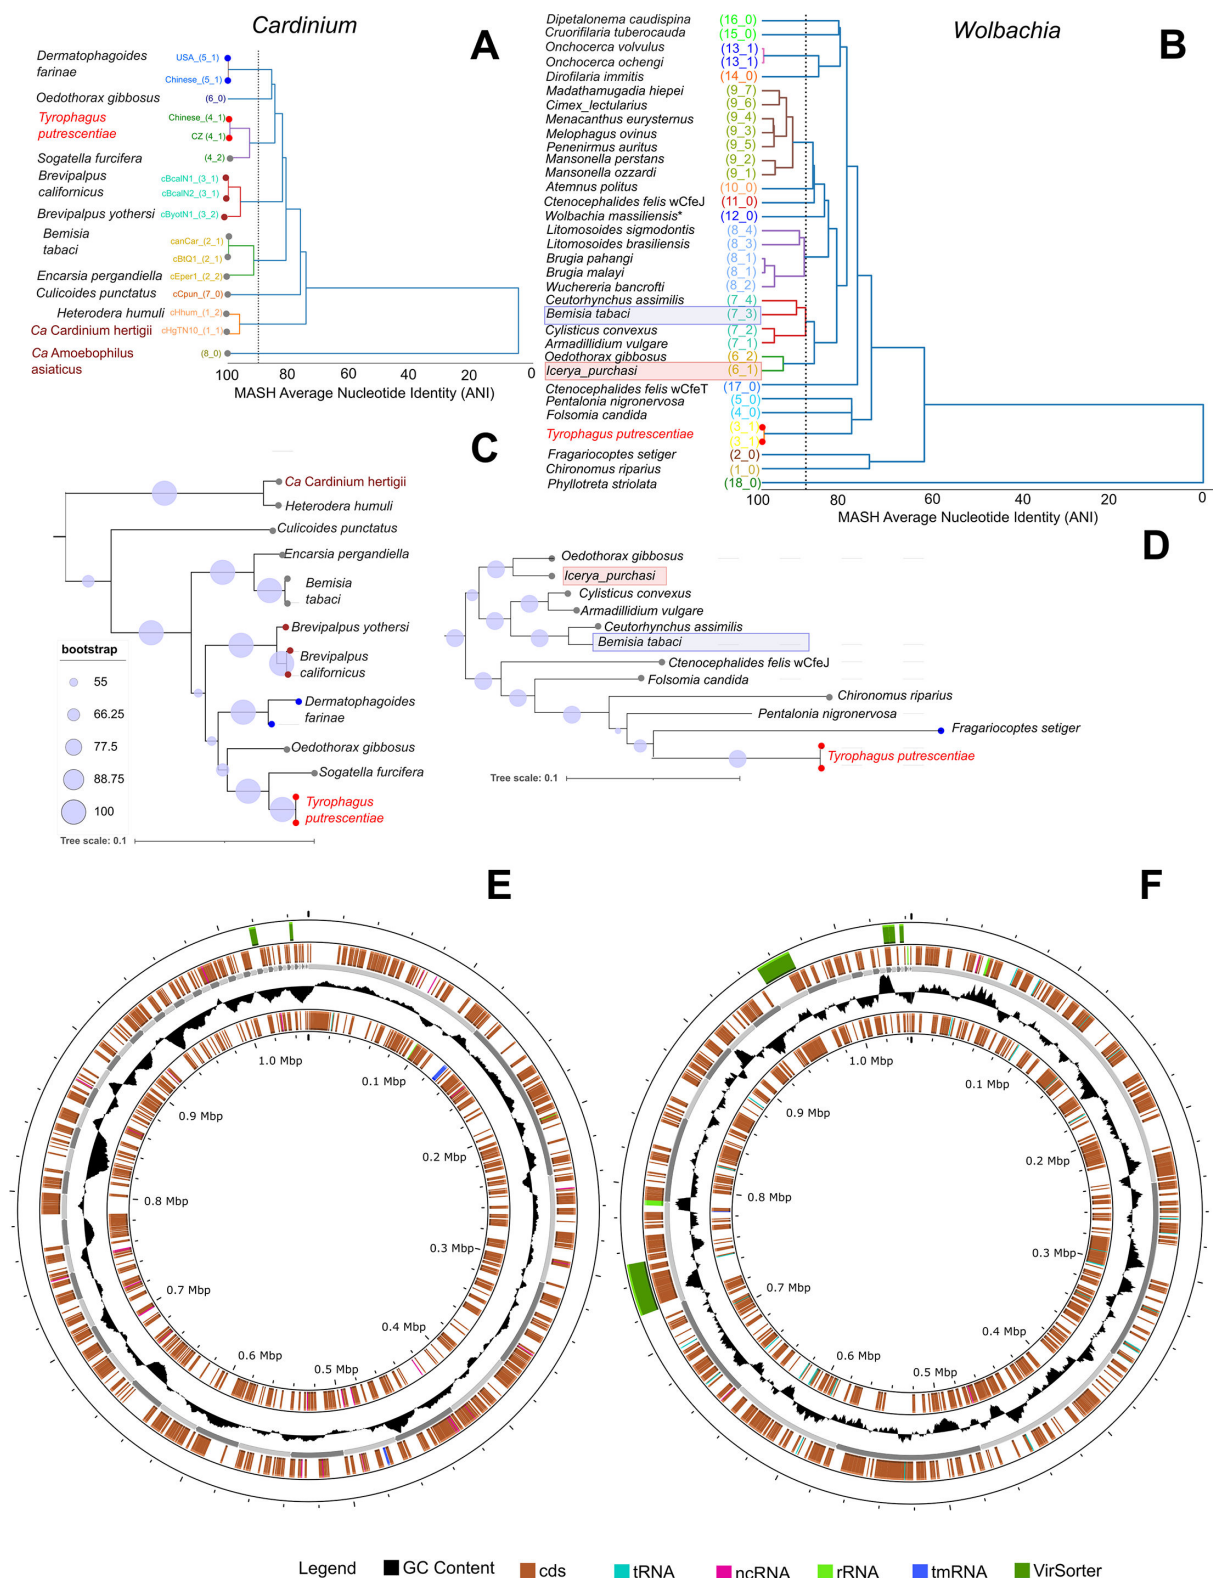 Cardinium
A
Dermatophagoides
farinae
USA_(5_1)
Chinese_(5_1)
Oedothorax gibbosus
(6_0)
Tyrophagus
putrescentiae
Chinese_(4_1)
CZ (4_1)
Sogatella furcifera
(4_2)
Brevipalpus
californicus
cBcalN1_(3_1)
cBcalN2_(3_1)
Brevipalpus yothersi
cByotN1_(3_2)
Bemisia
tabaci
canCar_(2_1)
cBtQ1_(2_1)
Encarsia pergandiella
cEper1_(2_2)
Culicoides punctatus
cCpun_(7_0)
Heterodera humuli
cHhum_(1_2)
Ca Cardinium hertigii
cHgTN10_(1_1)
Ca Amoebophilus
asiaticus
(8_0)
100 80 60 40 20 0
MASH Average Nucleotide Identity (ANI)
Wolbachia
B
Dipetalonema caudispina (16_0)
Cruorifilaria tuberocauda (15_0)
Onchocerca volvulus (13_1)
Onchocerca ochengi (13_1)
Dirofilaria immitis (14_0)
Madathamugadia hiepei (9_7)
Cimex_lectularius (9_6)
Menacanthus eurysternus (9_4)
Melophagus ovinus (9_3)
Penenirmus auritus (9_5)
Mansonella perstans (9_2)
Mansonella ozzardi (9_1)
Atemnus politus (10_0)
Ctenocephalides felis wCfeJ (11_0)
Wolbachia massiliensis* (12_0)
Litomosoides sigmodontis (8_4)
Litomosoides brasiliensis (8_3)
Brugia pahangi (8_1)
Brugia malayi (8_1)
Wuchereria bancrofti (8_2)
Ceutorhynchus assimilis (7_4)
Bemisia tabaci (7_3)
Cylisticus convexus (7_2)
Armadillidium vulgare (7_1)
Oedothorax gibbosus (6_2)
Icerya_purchasi (6_1)
Ctenocephalides felis wCfeT (17_0)
Pentalonia nigronervosa (5_0)
Folsomia candida (4_0)
Tyrophagus putrescentiae (3_1)
(3_1)
Fragariocoptes setiger (2_0)
Chironomus riparius (1_0)
Phyllotreta striolata (18_0)
100 80 60 40 20 0
MASH Average Nucleotide Identity (ANI)
C
Ca Cardinium hertigii
Heterodera humuli
Culicoides punctatus
Encarsia pergandiella
Bemisia
tabaci
Brevipalpus yothersi
Brevipalpus
californicus
Dermatophagoides
farinae
Oedothorax gibbosus
Sogatella furcifera
Tyrophagus
putrescentiae
bootstrap
55
66.25
77.5
88.75
100
Tree scale: 0.1
D
Oedothorax gibbosus
Icerya_purchasi
Cylisticus convexus
Armadillidium vulgare
Ceutorhynchus assimilis
Bemisia tabaci
Ctenocephalides felis wCfeJ
Folsomia candida
Chironomus riparius
Pentalonia nigronervosa
Fragariocoptes setiger
Tyrophagus putrescentiae
Tree scale: 0.1
E
1.0 Mbp
0.1 Mbp
0.9 Mbp
0.2 Mbp
0.8 Mbp
0.3 Mbp
0.7 Mbp
0.4 Mbp
0.6 Mbp
0.5 Mbp
F
1.0 Mbp
0.1 Mbp
0.9 Mbp
0.2 Mbp
0.8 Mbp
0.3 Mbp
0.7 Mbp
0.4 Mbp
0.6 Mbp
0.5 Mbp
Legend GC Content cds tRNA ncRNA rRNA tmRNA VirSorter